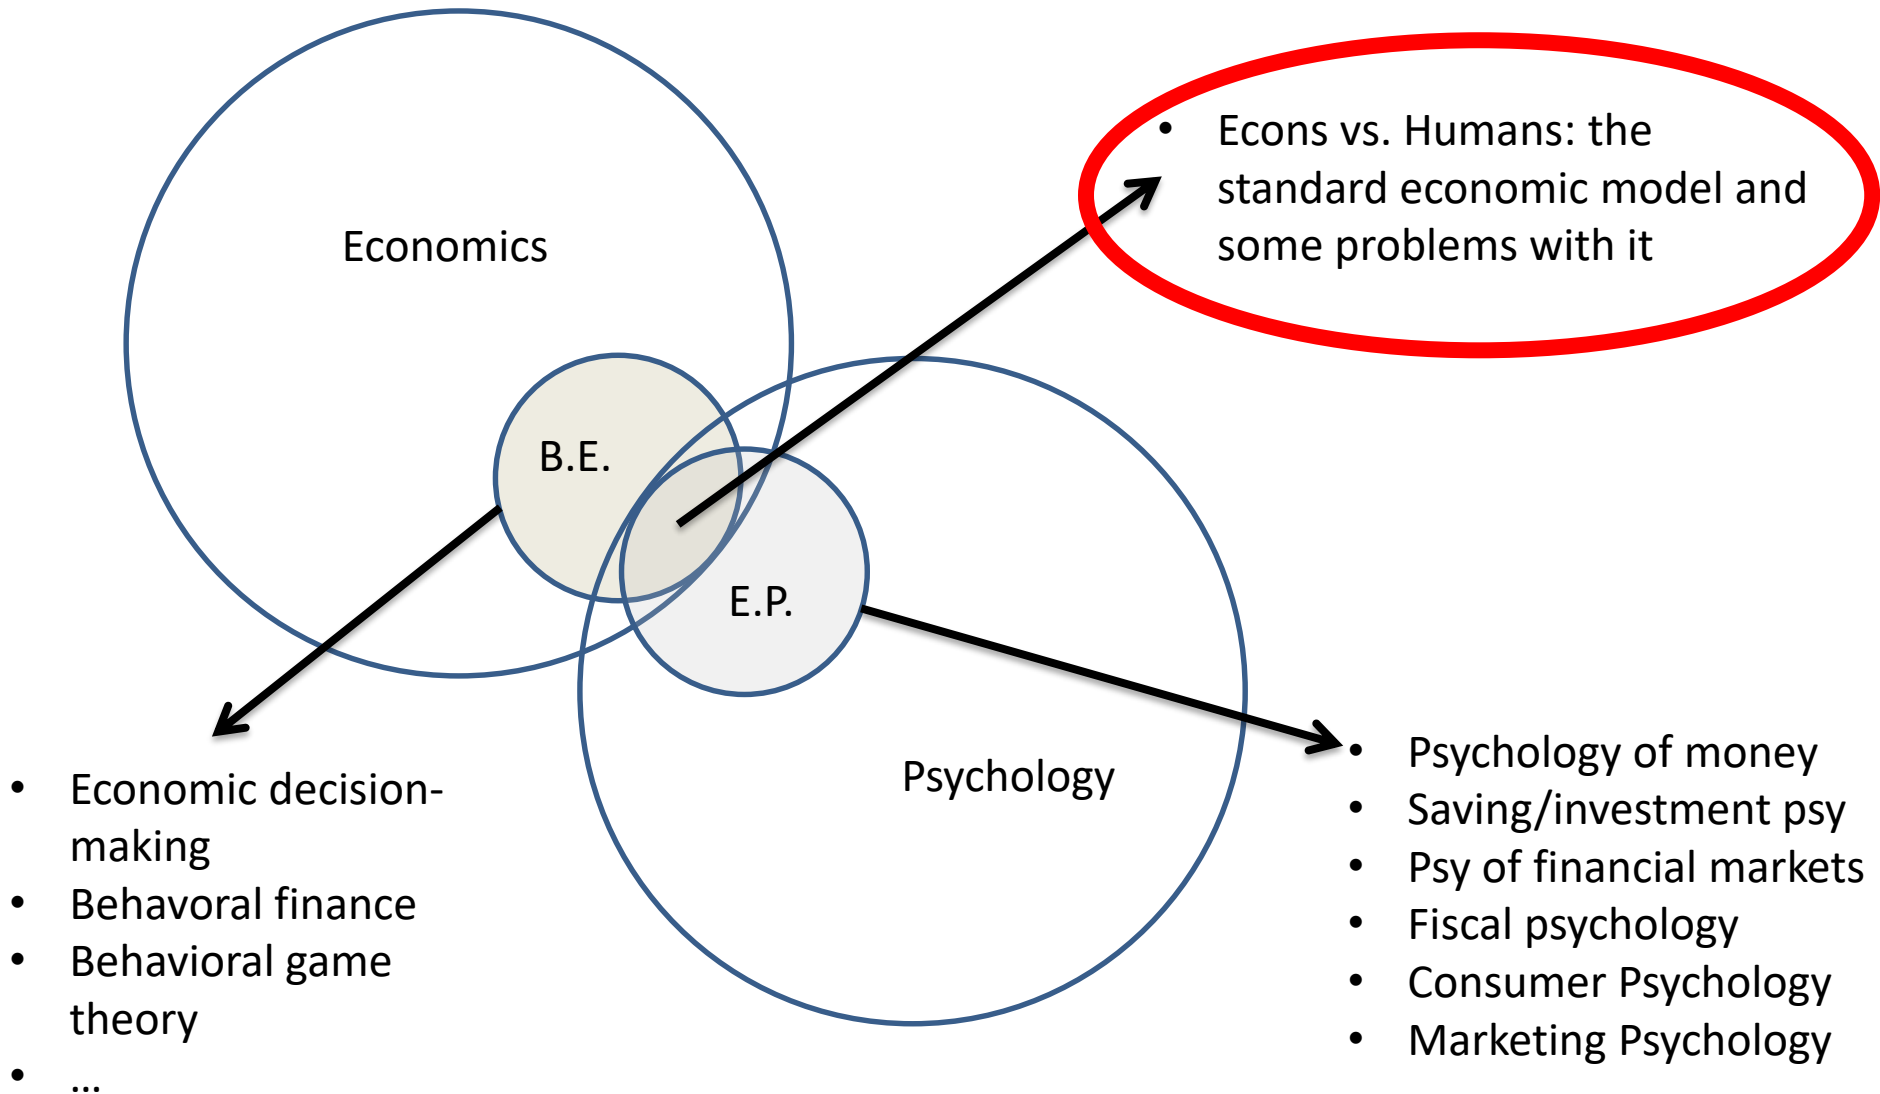 Economics
• Econs vs. Humans: the
standard economic model and
some problems with it
B.E.
E.P.
Psychology
• Economic decision-
making
• Behavoral finance
• Behavioral game
theory
• ...
• Psychology of money
• Saving/investment psy
• Psy of financial markets
• Fiscal psychology
• Consumer Psychology
• Marketing Psychology